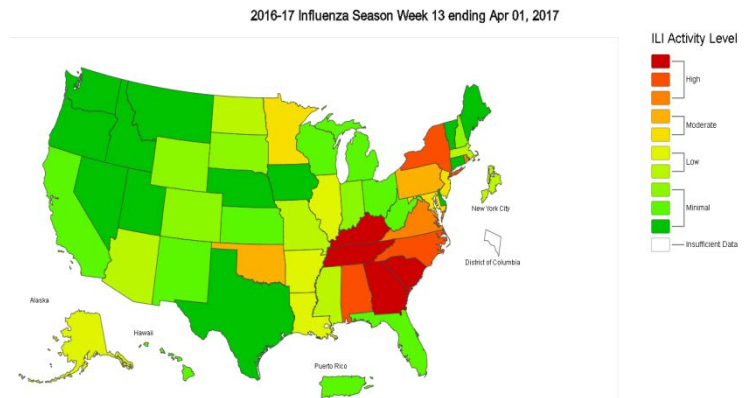 2016-17 Influenza Season Week 13 ending Apr 01, 2017
ILI Activity Level
High
Moderate
Low
Minimal
Insufficient Data
New York City
District of Columbia
Alaska
Hawaii
Puerto Rico